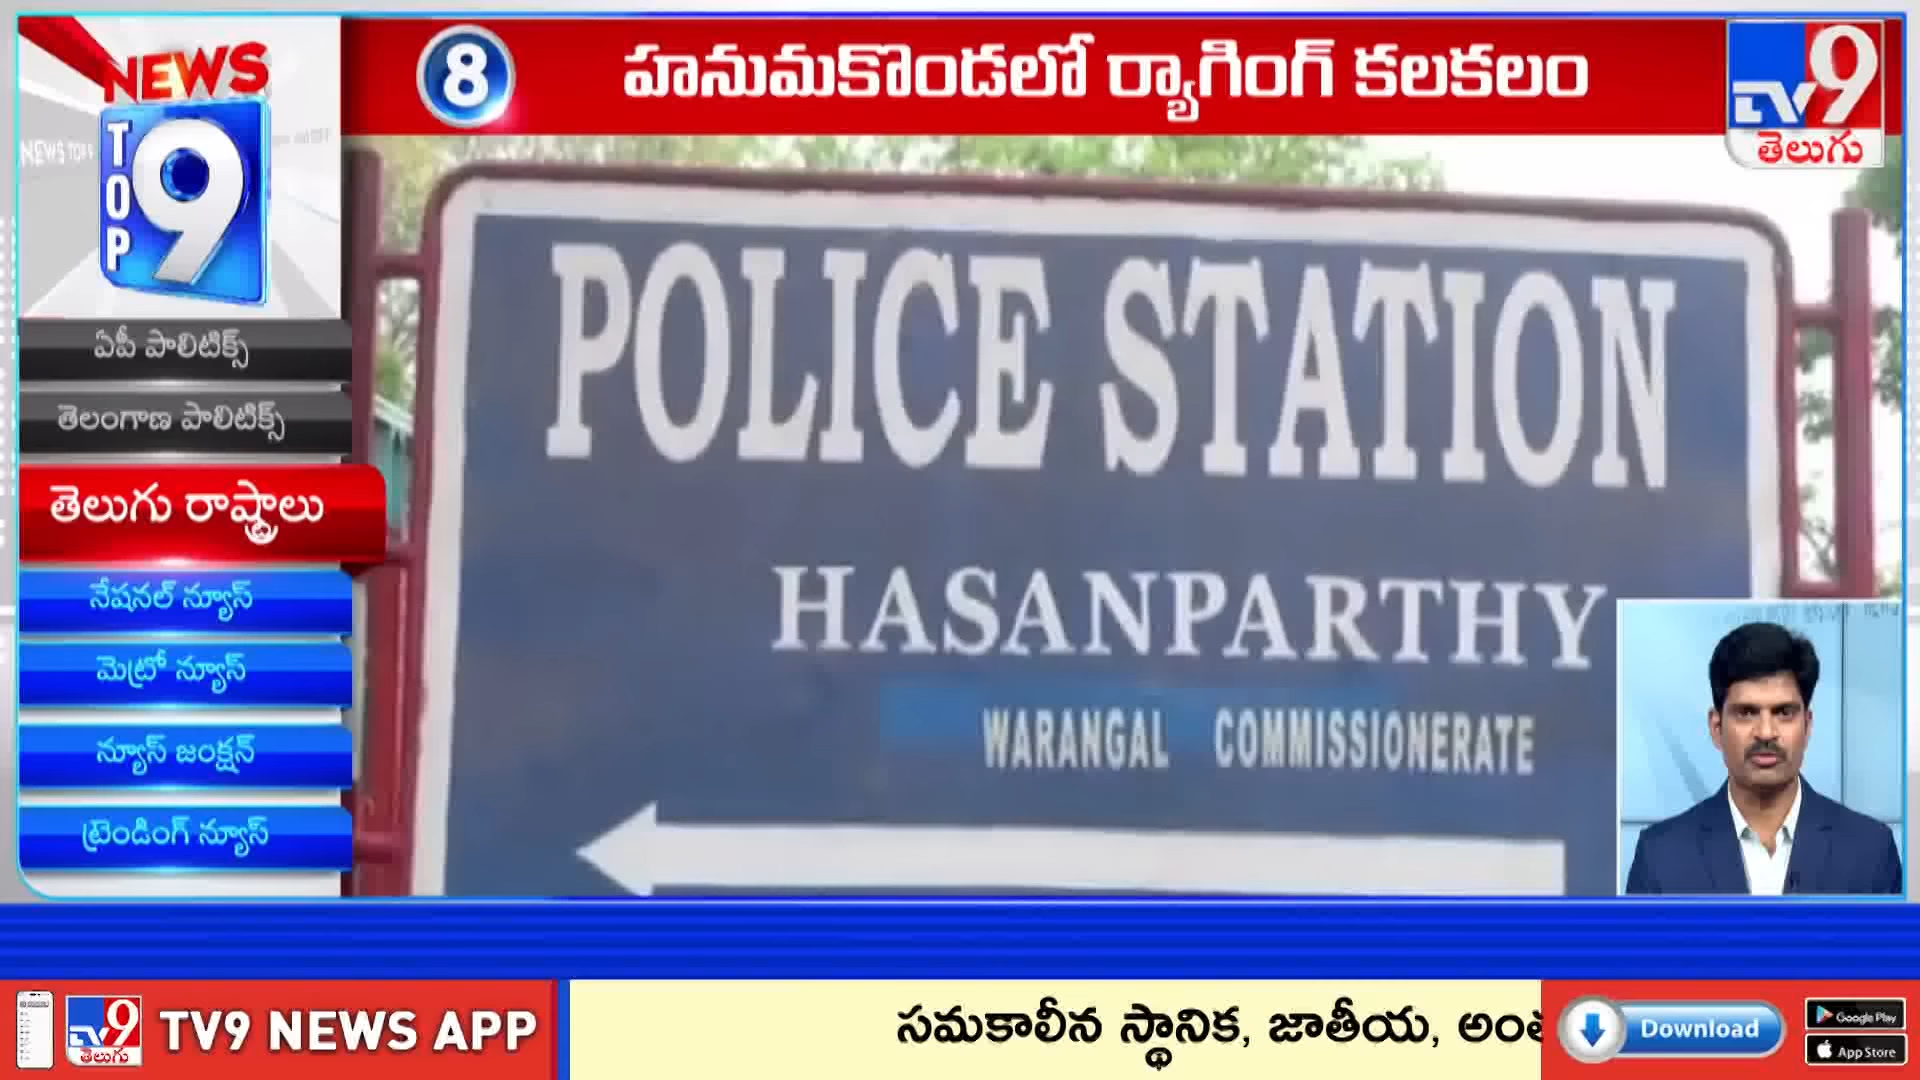 NEWS
TOP 9
8
హనుమకొండలో ర్యాగింగ్ కలకలం
TV9
తెలుగు
ఏపీ పాలిటిక్స్
తెలంగాణ పాలిటిక్స్
తెలుగు రాష్ట్రాలు
నేషనల్ న్యూస్
మెట్రో న్యూస్
న్యూస్ జంక్షన్
ట్రెండింగ్ న్యూస్
POLICE STATION
HASANPARTHY
WARANGAL COMMISSIONERATE
TV9
తెలుగు
TV9 NEWS APP
సమకాలీన స్థానిక, జాతీయ,
Download
Google Play
App Store